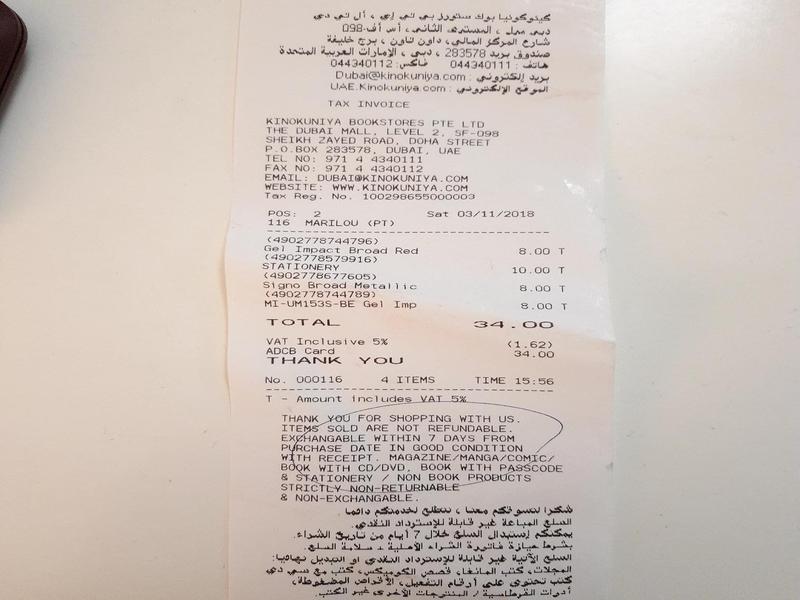 كينوكونيا بوك ستورز بي تي إي ، أل تي دي
دبي مول ، المستوى الثاني، أس أف-098
شارع المركز المالي، داون تاون ، برج خليفة
صندوق بريد 283578 ، دبي ، الإمارات العربية المتحدة
هاتف : 044340111 فاكس: 044340112
بريد إلكتروني : Dubai@kinokuniya.com
الموقع الإلكتروني : UAE.Kinokuniya.com
TAX INVOICE
KINOKUNIYA BOOKSTORES PTE LTD
THE DUBAI MALL, LEVEL 2, SF-098
SHEIKH ZAYED ROAD, DOHA STREET
P.O.BOX 283578, DUBAI, UAE
TEL NO: 971 4 4340111
FAX NO: 971 4 4340112
EMAIL: DUBAI@KINOKUNIYA.COM
WEBSITE: WWW.KINOKUNIYA.COM
Tax Reg. No. 100298655000003
POS: 2 Sat 03/11/2018
116 MARILOU (PT)
(4902778744796)
Gel Impact Broad Red 8.00 T
(4902778579916)
STATIONERY 10.00 T
(4902778677605)
Signo Broad Metallic 8.00 T
(4902778744789)
MI-UM153S-BE Gel Imp 8.00 T
TOTAL 34.00
VAT Inclusive 5% (1.62)
ADCB Card 34.00
THANK YOU
No. 000116 4 ITEMS TIME 15:56
T - Amount includes VAT 5%
THANK YOU FOR SHOPPING WITH US.
ITEMS SOLD ARE NOT REFUNDABLE.
EXCHANGABLE WITHIN 7 DAYS FROM
PURCHASE DATE IN GOOD CONDITION
WITH RECEIPT. MAGAZINE/MANGA/COMIC/
BOOK WITH CD/DVD, BOOK WITH PASSCODE
& STATIONERY / NON BOOK PRODUCTS
STRICTLY NON-RETURNABLE
& NON-EXCHANGABLE.
شكرا لتسوقكم معنا ، نتطلع لخدمتكم دائما.
السلع المباعة غير قابلة للإسترداد النقدي.
يمكنكم إستبدال السلع خلال 7 أيام من تاريخ الشراء.
بشرط حيازة فاتورة الشراء الأصلية + سلامة السلع.
السلع الآتية غير قابلة للإسترداد النقدي او التبديل نهائيا:
المجلات، كتب المانغا، قصص الكوميكس، كتب مع سي دي
كتب تحتوي على أرقام التفعيل، الأقراص المضغوطة،
أدوات القرطاسية / المنتجات الأخرى غير الكتب.